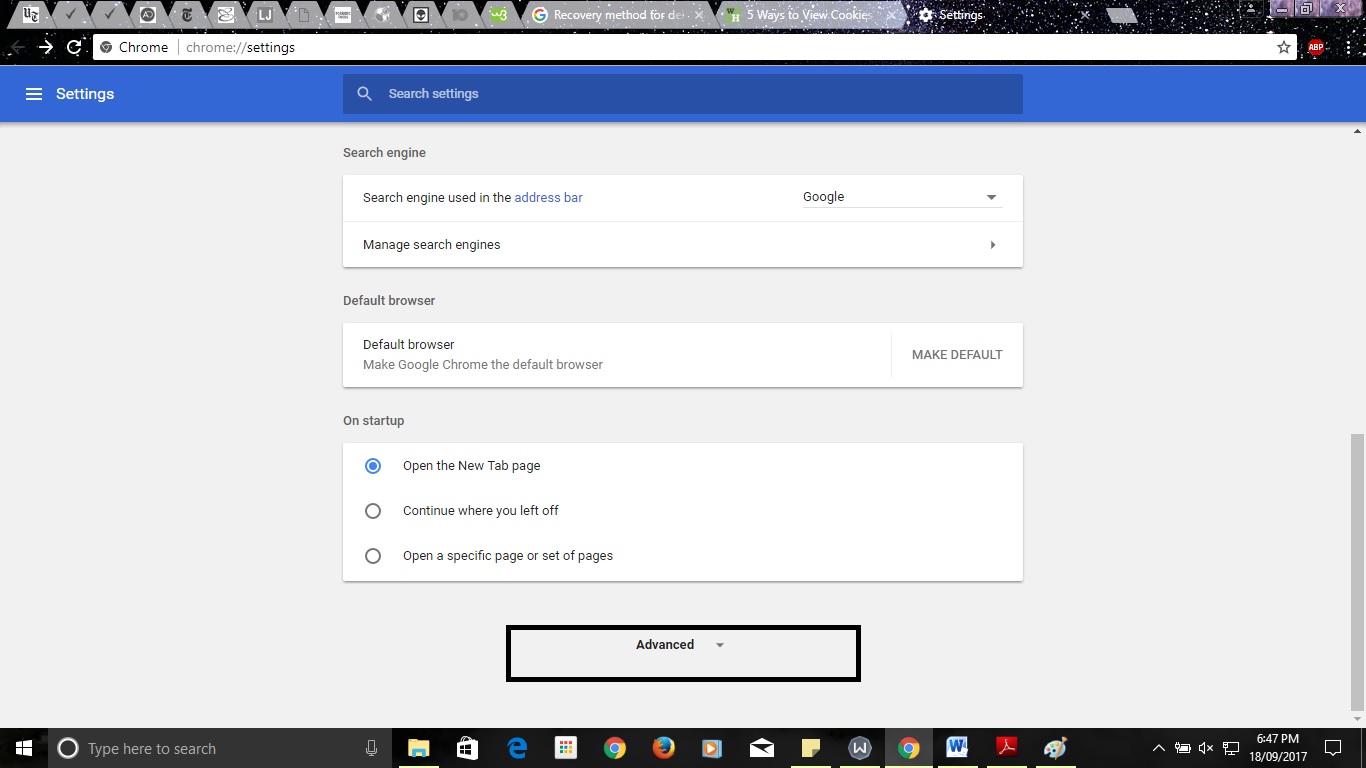 Recovery method for de
5 Ways to View Cookies
Settings
Chrome chrome://settings
ABP
Settings
Search settings
Search engine
Search engine used in the address bar
Google
Manage search engines
Default browser
Default browser
Make Google Chrome the default browser
MAKE DEFAULT
On startup
Open the New Tab page
Continue where you left off
Open a specific page or set of pages
Advanced
Type here to search
6:47 PM
18/09/2017